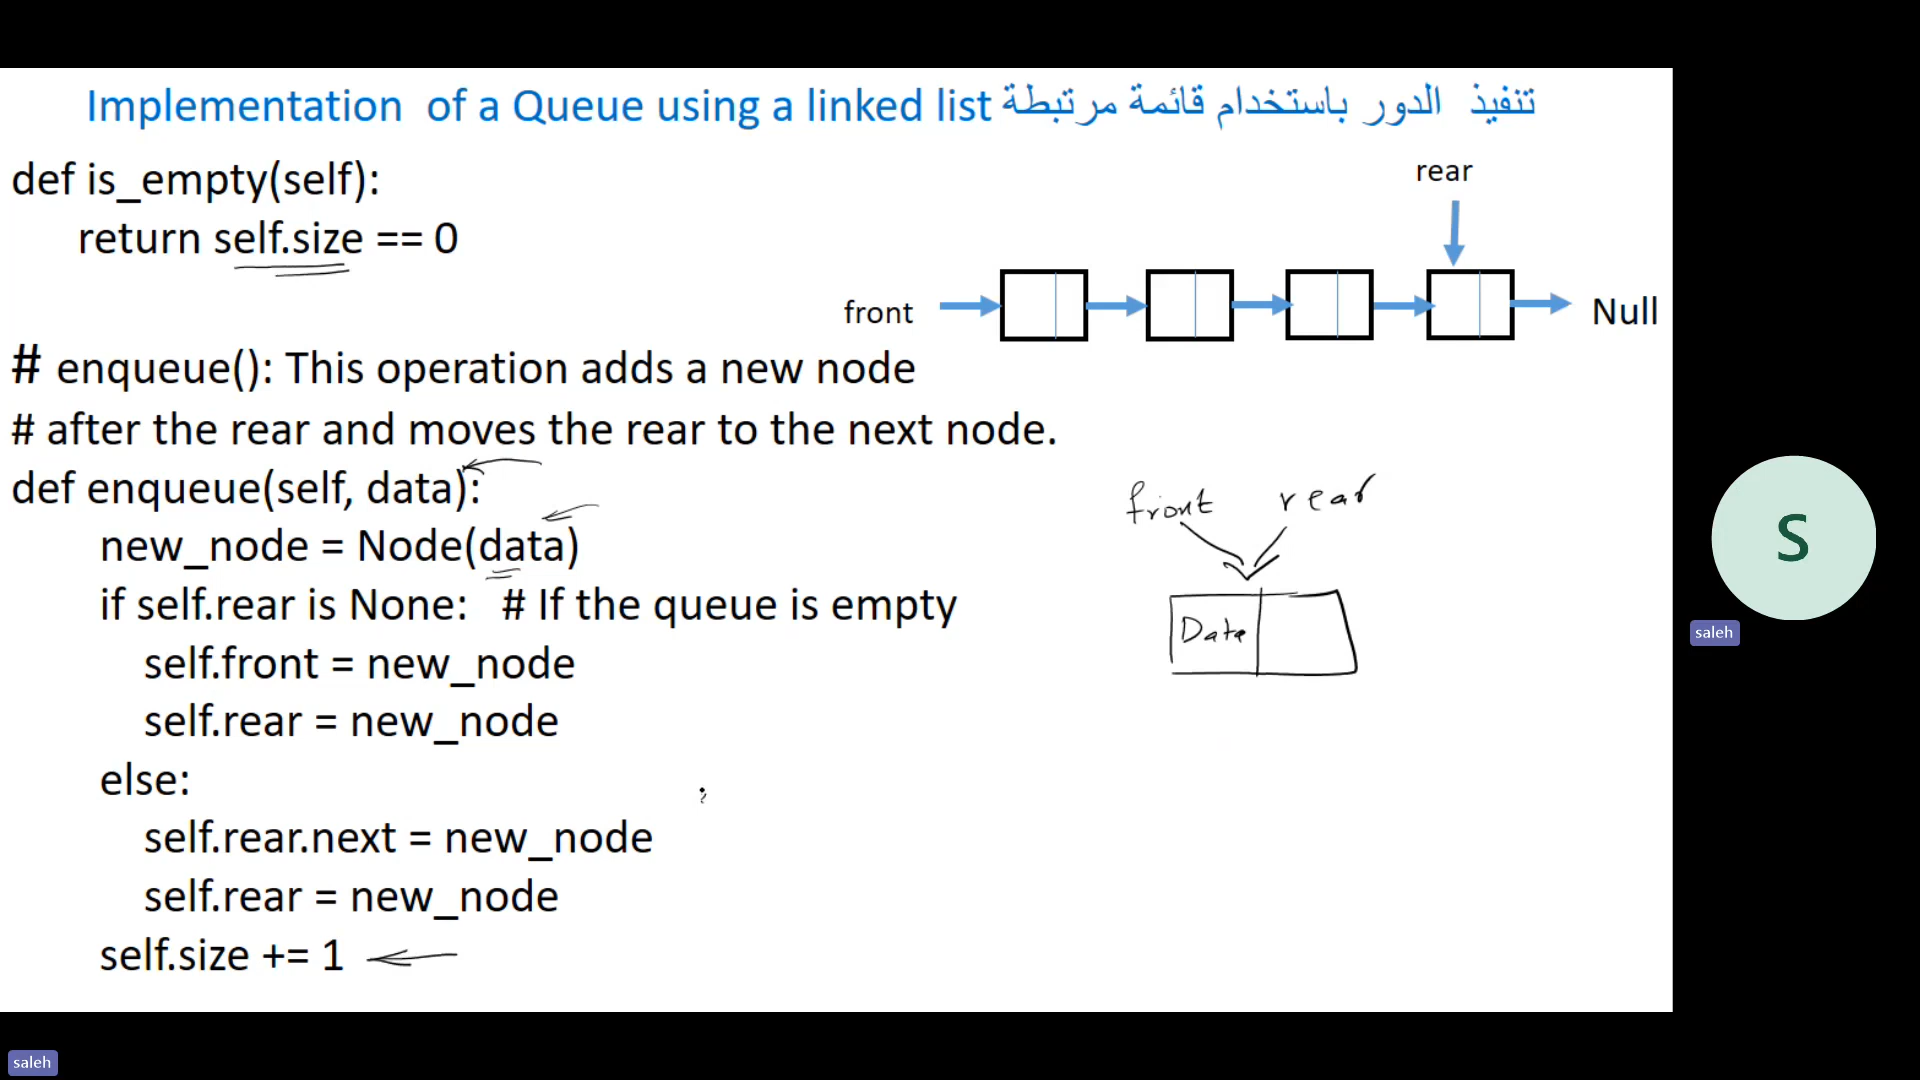 Implementation of a Queue using a linked list تنفيذ الدور باستخدام قائمة مرتبطة
def is_empty(self):
return self.size == 0
rear
front
Null
# enqueue(): This operation adds a new node
# after the rear and moves the rear to the next node.
def enqueue(self, data):
new_node = Node(data)
if self.rear is None: # If the queue is empty
self.front = new_node
self.rear = new_node
else:
self.rear.next = new_node
self.rear = new_node
self.size += 1
front rear
Data
S
saleh
saleh